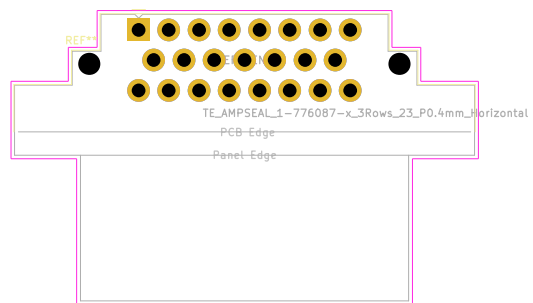 REF**
TE_AMPSEAL_1-776087-x_3Rows_23_P0.4mm_Horizontal
PCB Edge
Panel Edge